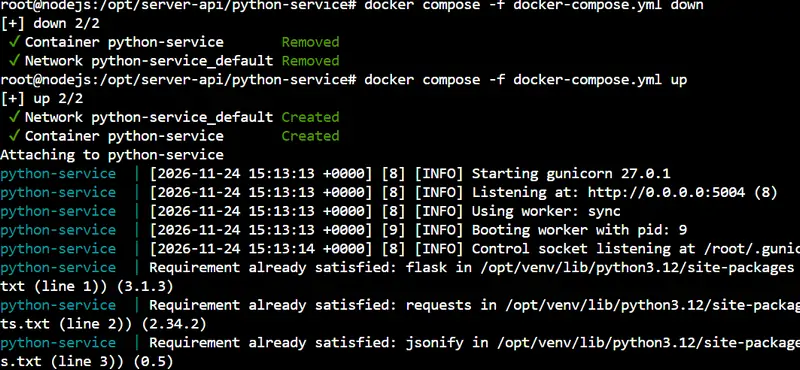 root@nodejs:/opt/server-api/python-service# docker compose -f docker-compose.yml down
[+] down 2/2
✓ Container python-service Removed
✓ Network python-service_default Removed
root@nodejs:/opt/server-api/python-service# docker compose -f docker-compose.yml up
[+] up 2/2
✓ Network python-service_default Created
✓ Container python-service Created
Attaching to python-service
python-service | [2026-11-24 15:13:13 +0000] [8] [INFO] Starting gunicorn 27.0.1
python-service | [2026-11-24 15:13:13 +0000] [8] [INFO] Listening at: http://0.0.0.0:5004 (8)
python-service | [2026-11-24 15:13:13 +0000] [8] [INFO] Using worker: sync
python-service | [2026-11-24 15:13:13 +0000] [9] [INFO] Booting worker with pid: 9
python-service | [2026-11-24 15:13:14 +0000] [8] [INFO] Control socket listening at /root/.gunic
python-service | Requirement already satisfied: flask in /opt/venv/lib/python3.12/site-packages
txt (line 1)) (3.1.3)
python-service | Requirement already satisfied: requests in /opt/venv/lib/python3.12/site-packag
ts.txt (line 2)) (2.34.2)
python-service | Requirement already satisfied: jsonify in /opt/venv/lib/python3.12/site-package
s.txt (line 3)) (0.5)